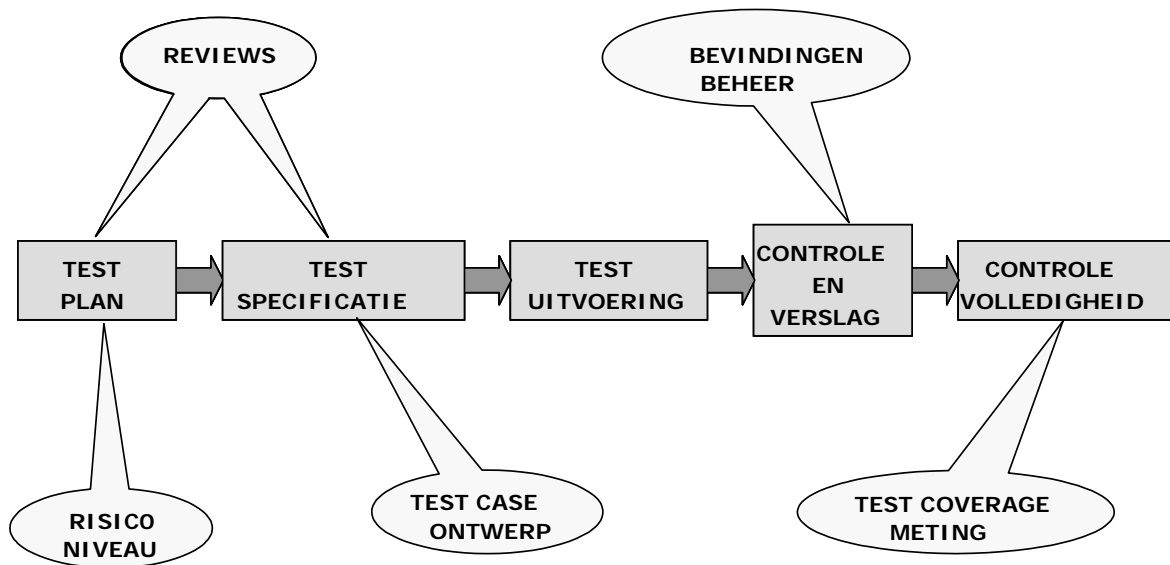 REVIEWS
BEVINDINGEN
BEHEER
TEST
PLAN
TEST
SPECIFICATIE
TEST
UITVOERING
CONTROLE
EN
VERSLAG
CONTROLE
VOLLEDIGHEID
RISICO
NIVEAU
TEST CASE
ONTWERP
TEST COVERAGE
METING